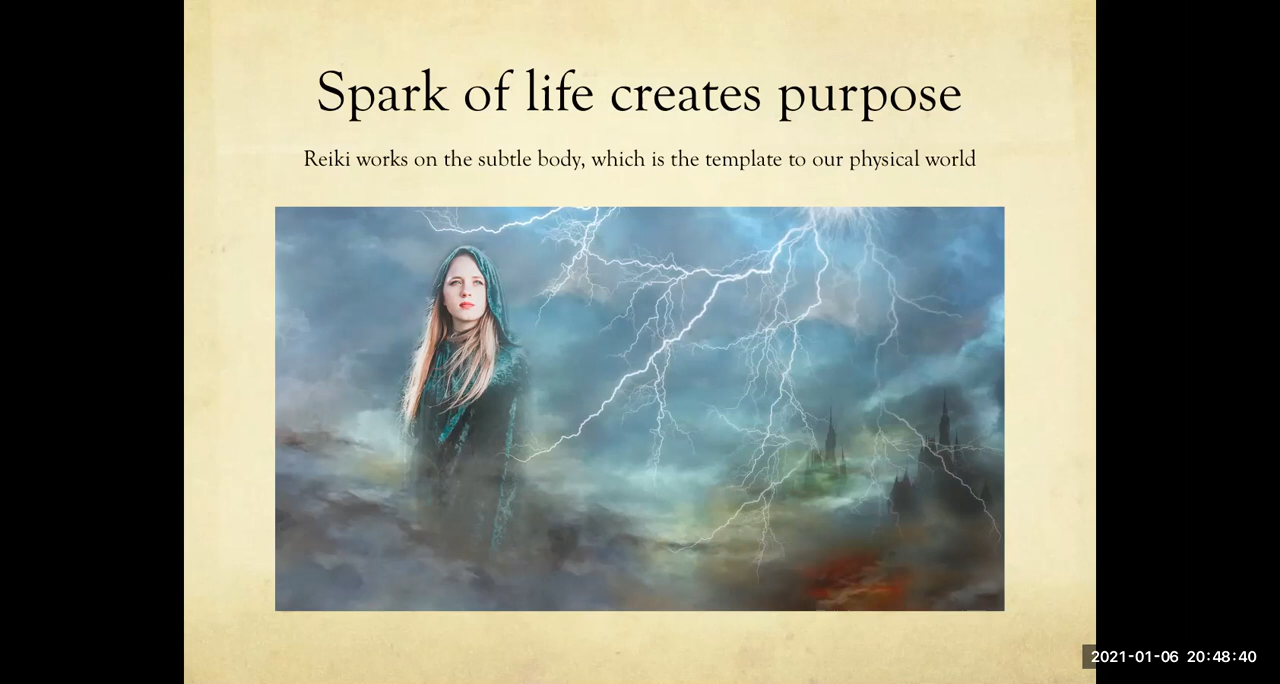 Spark of life creates purpose
Reiki works on the subtle body, which is the template to our physical world
2021-01-06 20:48:40